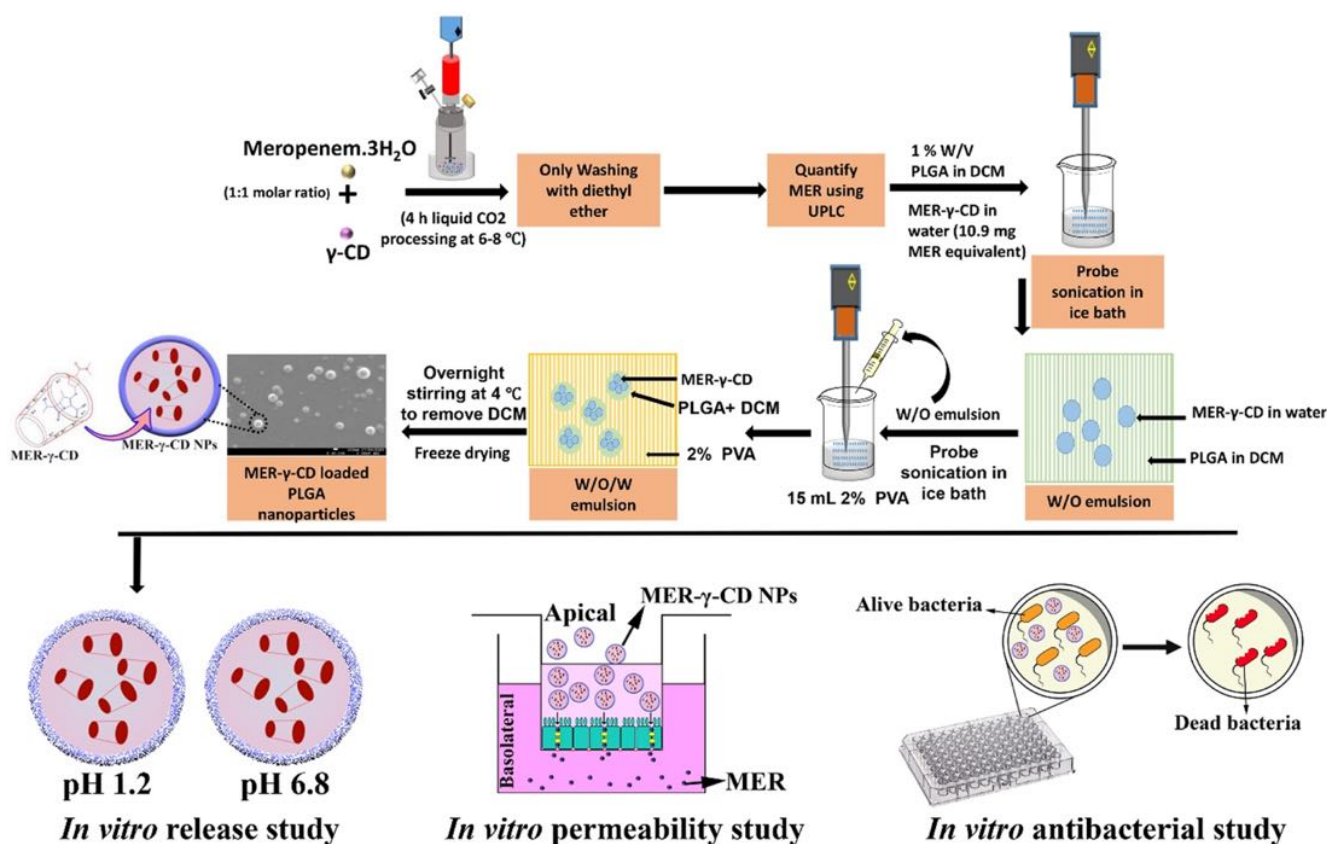 Meropenem.3H₂O
(1:1 molar ratio)
+
γ-CD
(4 h liquid CO2
processing at 6-8 ℃)
Only Washing
with diethyl
ether
Quantify
MER using
UPLC
1 % W/V
PLGA in DCM
MER-γ-CD in
water (10.9 mg
MER equivalent)
Probe
sonication in
ice bath
MER-γ-CD in water
PLGA in DCM
W/O emulsion
W/O emulsion
Probe
sonication in
ice bath
15 mL 2% PVA
MER-γ-CD
PLGA+ DCM
2% PVA
W/O/W
emulsion
Overnight
stirring at 4 ℃
to remove DCM
Freeze drying
MER-γ-CD loaded
PLGA
nanoparticles
MER-γ-CD NPs
MER-γ-CD
pH 1.2
pH 6.8
In vitro release study
Apical
MER-γ-CD NPs
Basolateral
MER
In vitro permeability study
Alive bacteria
Dead bacteria
In vitro antibacterial study